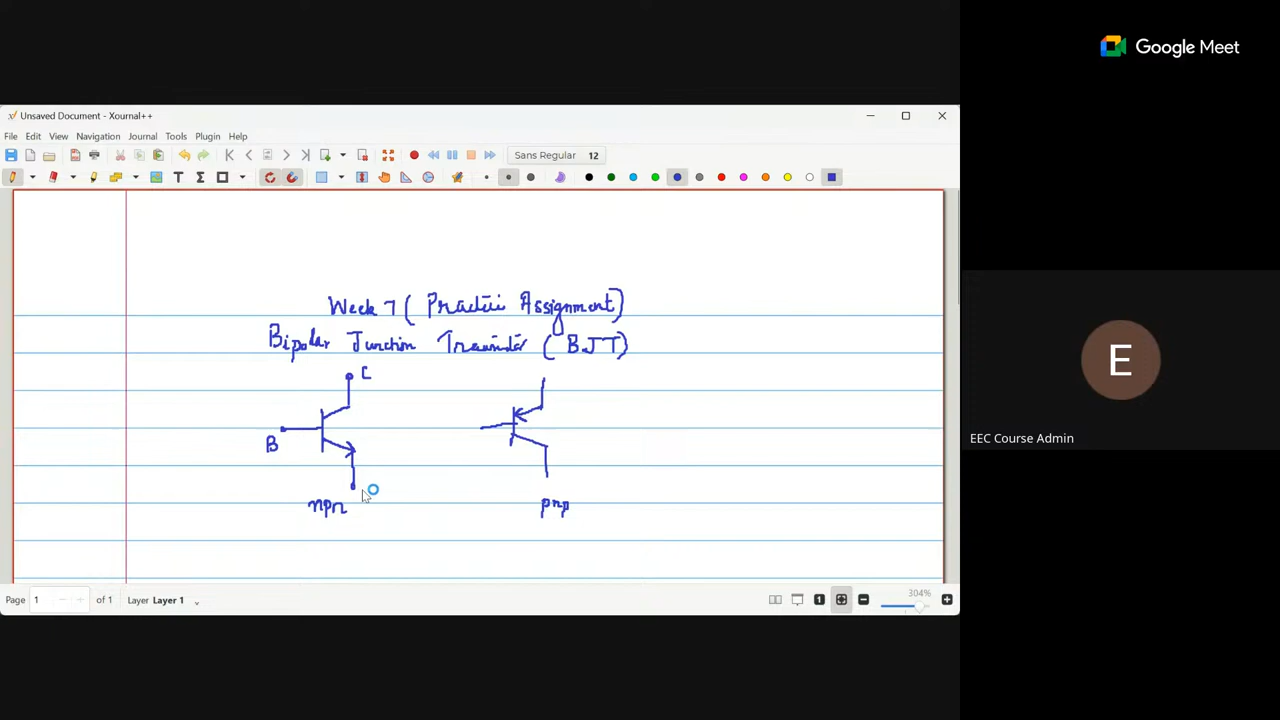 Google Meet
Unsaved Document - Xournal++
File Edit View Navigation Journal Tools Plugin Help
Sans Regular 12
Week 7 ( Practice Assignment)
Bipolar Junction Transistor ( BJT)
C
B
E
EEC Course Admin
npn pnp
Page 1 of 1 Layer Layer 1 304%